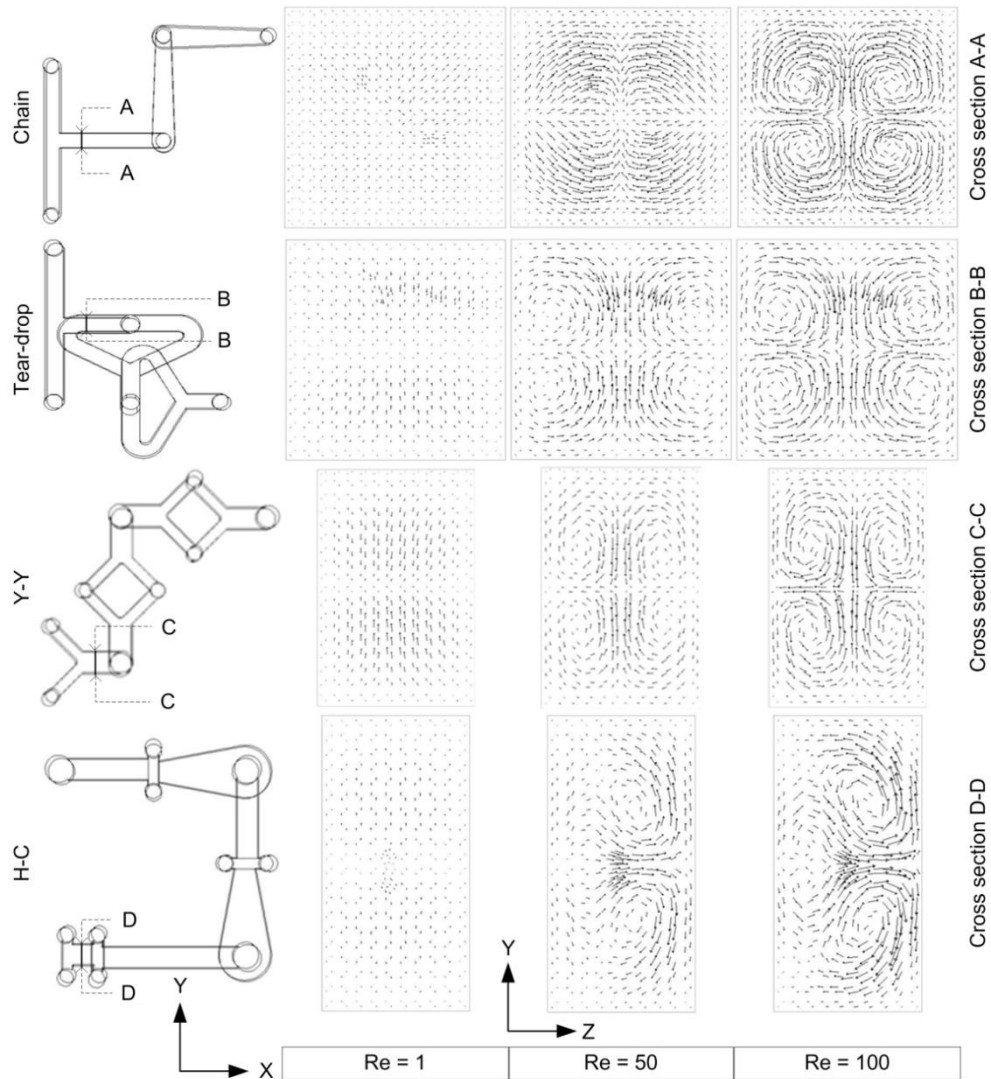 Chain
A
A
Cross section A-A
Tear-drop
B
B
Cross section B-B
Y-Y
C
C
Cross section C-C
H-C
D
D
Cross section D-D
Y
X
Y
Z
Re = 1
Re = 50
Re = 100